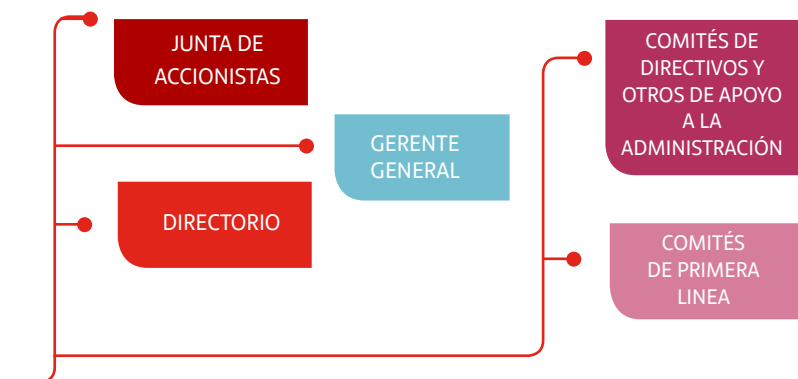 JUNTA DE
ACCIONISTAS
GERENTE
GENERAL
DIRECTORIO
COMITÉS DE
DIRECTIVOS Y
OTROS DE APOYO
A LA
ADMINISTRACIÓN
COMITÉS
DE PRIMERA
LINEA